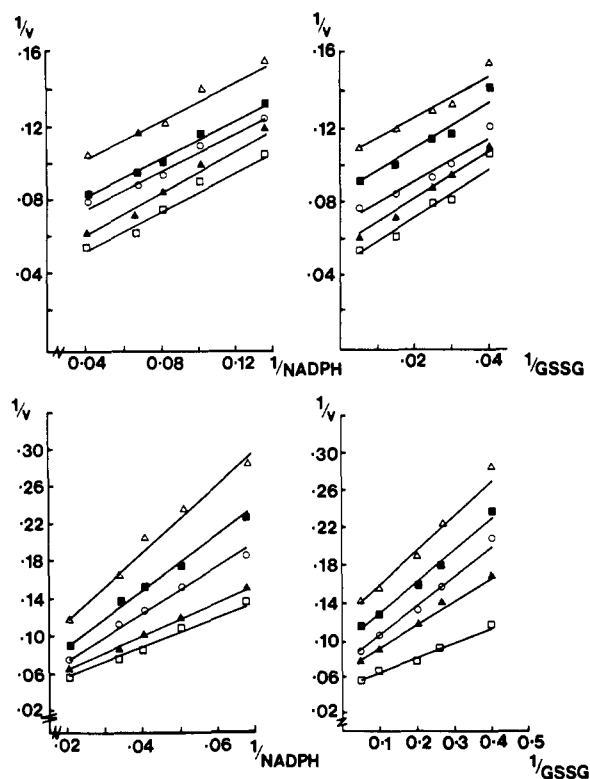 1/v
·16
·12
·08
·04
0.04 0.08 0.12 1/NADPH
1/v
·16
·12
·08
·04
·02 ·04 1/GSSG
1/v
·30
·26
·22
·18
·14
·10
·06
·02
·02 ·04 ·06 1/NADPH
1/v
·30
·26
·22
·18
·14
·10
·06
·02
0.1 0.2 0.3 0.4 0.5
1/GSSG